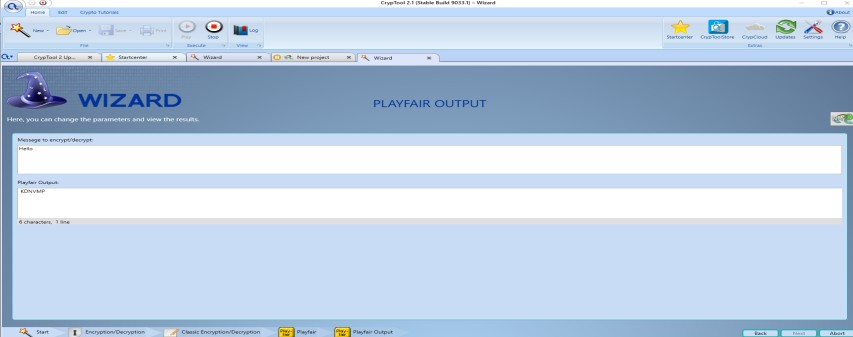 CrypTool 2.1 (Stable Build 9033.1) – Wizard
Home Edit Crypto Tutorials About
New Open Save Print Play Stop Log Startcenter CrypToolStore CrypCloud Updates Settings Help
File Execute View Extras
CrypTool 2 Up... Startcenter Wizard New project Wizard
WIZARD
PLAYFAIR OUTPUT
Here, you can change the parameters and view the results.
Message to encrypt/decrypt:
Hello
Playfair Output:
KDNVMP
6 characters, 1 line
Start Encryption/Decryption Classic Encryption/Decryption Playfair Playfair Output Back Next Abort